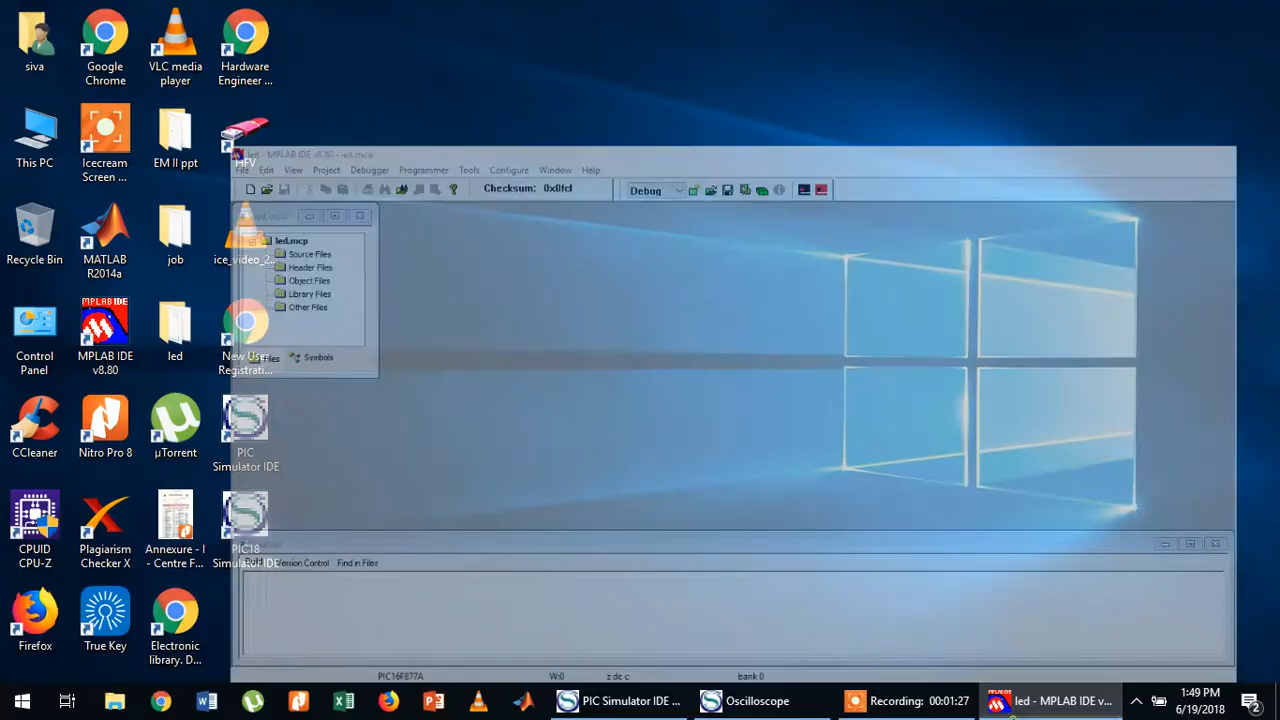 siva
Google Chrome
VLC media player
Hardware Engineer ...
This PC
Icecream Screen ...
EM II ppt
HFV
Recycle Bin
MATLAB R2014a
job
ice_video_2...
Control Panel
MPLAB IDE
MPLAB IDE v8.80
led
New User Registrati...
CCleaner
Nitro Pro 8
µTorrent
PIC Simulator IDE
CPUID CPU-Z
Plagiarism Checker X
Annexure - I - Centre F...
PIC18 Simulator IDE
Firefox
True Key
Electronic library. D...
led - MPLAB IDE v8.80 - led.mcw
File Edit View Project Debugger Programmer Tools Configure Window Help
Checksum: 0x0fcf
Debug
led.mcp
Source Files
Header Files
Object Files
Library Files
Other Files
Files Symbols
Version Control Find in Files
PIC16F877A W:0 z dc c bank 0
PIC Simulator IDE ...
Oscilloscope
Recording: 00:01:27
led - MPLAB IDE v...
1:49 PM
6/19/2018
2